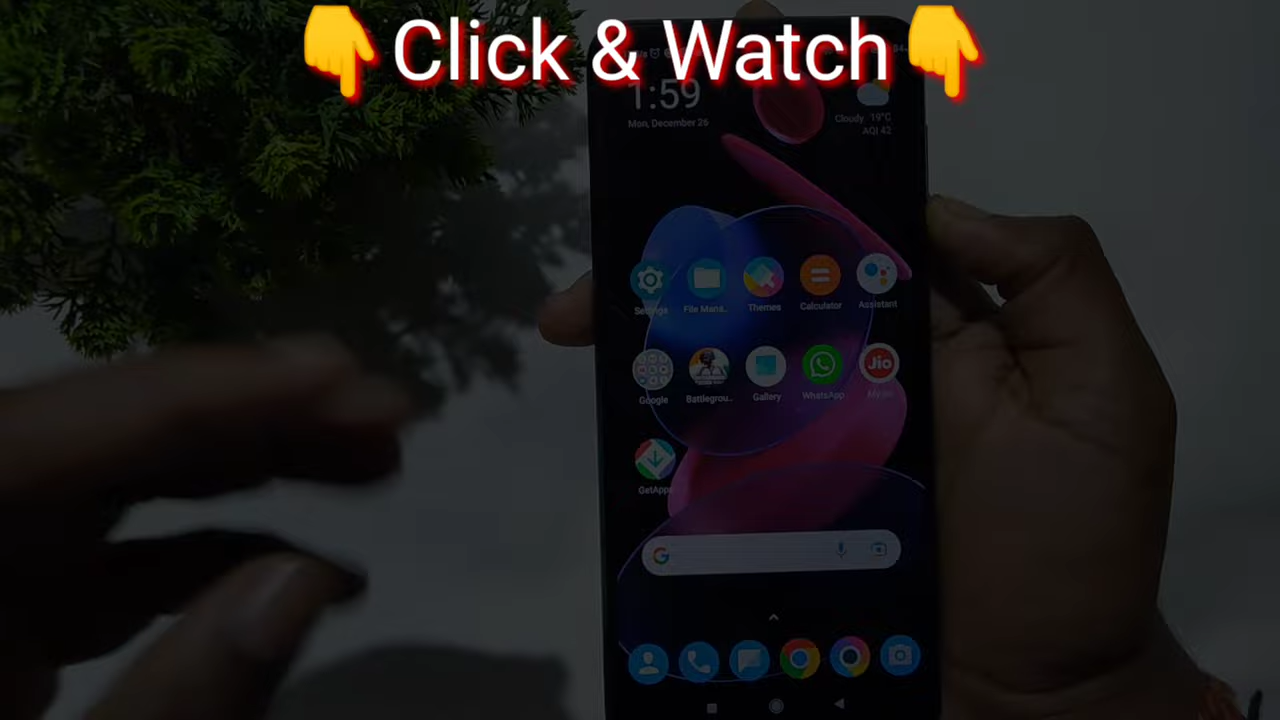 👇Click & Watch👇
1:59
Mon, December 26
Cloudy 19°C
AQI 42
Settings
File Mana..
Themes
Calculator
Assistant
Google
Battlegrou..
Gallery
WhatsApp
Jio
GetApps
G